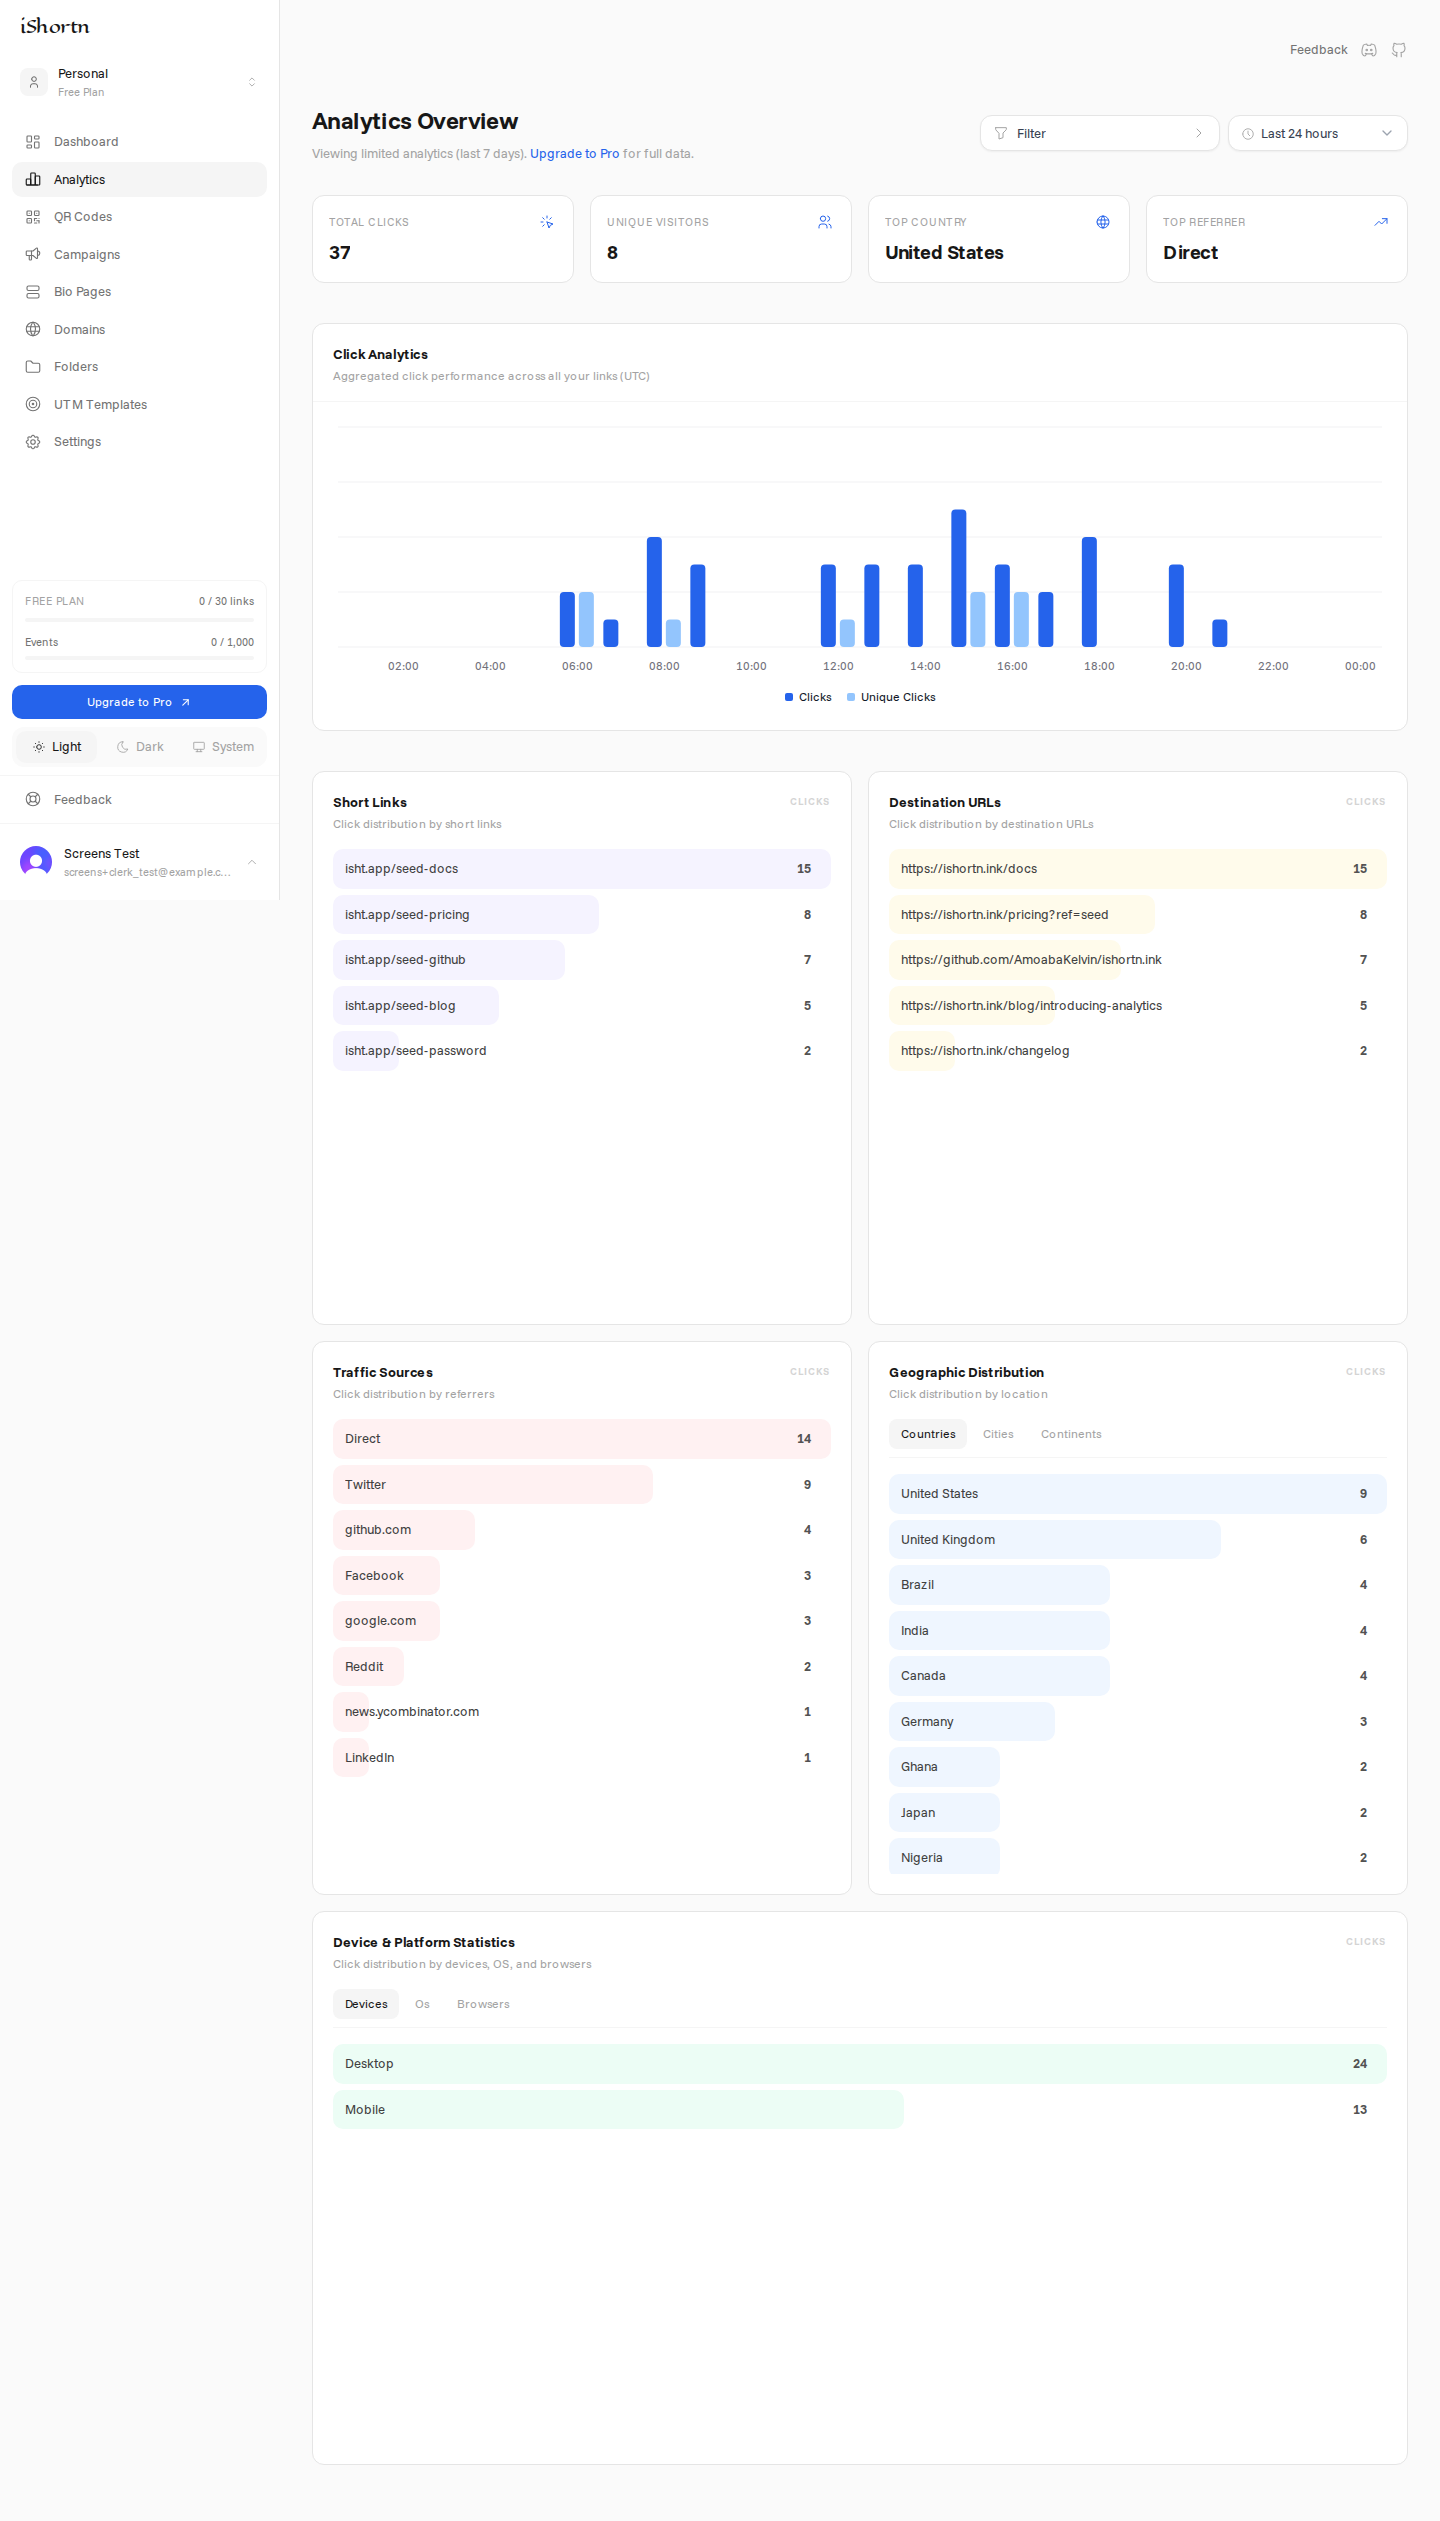 iShortn
Personal
Free Plan
Dashboard
Analytics
QR Codes
Campaigns
Bio Pages
Domains
Folders
UTM Templates
Settings
FREE PLAN 0 / 30 links
Events 0 / 1,000
Upgrade to Pro
Light Dark System
Feedback
Screens Test
screens+clerk_test@example.c...
Feedback
Analytics Overview
Viewing limited analytics (last 7 days). Upgrade to Pro for full data.
Filter
Last 24 hours
TOTAL CLICKS
37
UNIQUE VISITORS
8
TOP COUNTRY
United States
TOP REFERRER
Direct
Click Analytics
Aggregated click performance across all your links (UTC)
02:00 04:00 06:00 08:00 10:00 12:00 14:00 16:00 18:00 20:00 22:00 00:00
Clicks Unique Clicks
Short Links CLICKS
Click distribution by short links
isht.app/seed-docs 15
isht.app/seed-pricing 8
isht.app/seed-github 7
isht.app/seed-blog 5
isht.app/seed-password 2
Destination URLs CLICKS
Click distribution by destination URLs
https://ishortn.ink/docs 15
https://ishortn.ink/pricing?ref=seed 8
https://github.com/AmoabaKelvin/ishortn.ink 7
https://ishortn.ink/blog/introducing-analytics 5
https://ishortn.ink/changelog 2
Traffic Sources CLICKS
Click distribution by referrers
Direct 14
Twitter 9
github.com 4
Facebook 3
google.com 3
Reddit 2
news.ycombinator.com 1
LinkedIn 1
Geographic Distribution CLICKS
Click distribution by location
Countries Cities Continents
United States 9
United Kingdom 6
Brazil 4
India 4
Canada 4
Germany 3
Ghana 2
Japan 2
Nigeria 2
Device & Platform Statistics CLICKS
Click distribution by devices, OS, and browsers
Devices Os Browsers
Desktop 24
Mobile 13